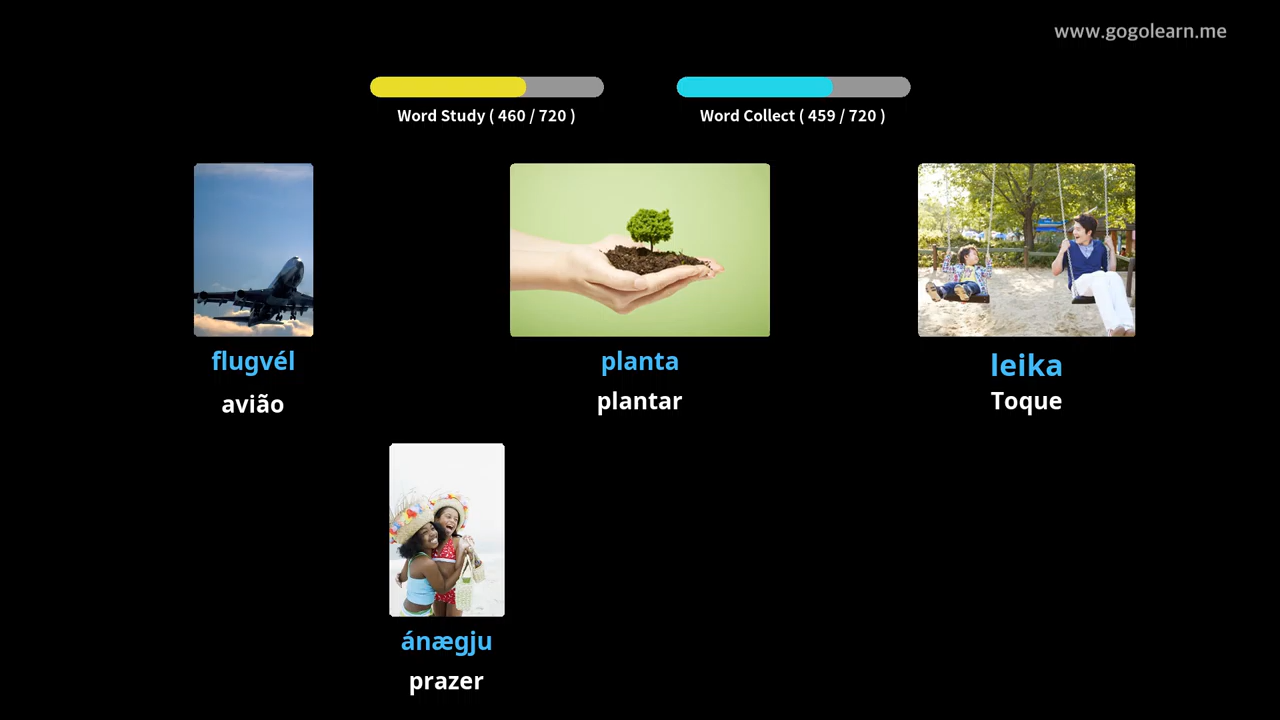 www.gogolearn.me
Word Study ( 460 / 720 )
Word Collect ( 459 / 720 )
flugvél
avião
planta
plantar
leika
Toque
ánægju
prazer